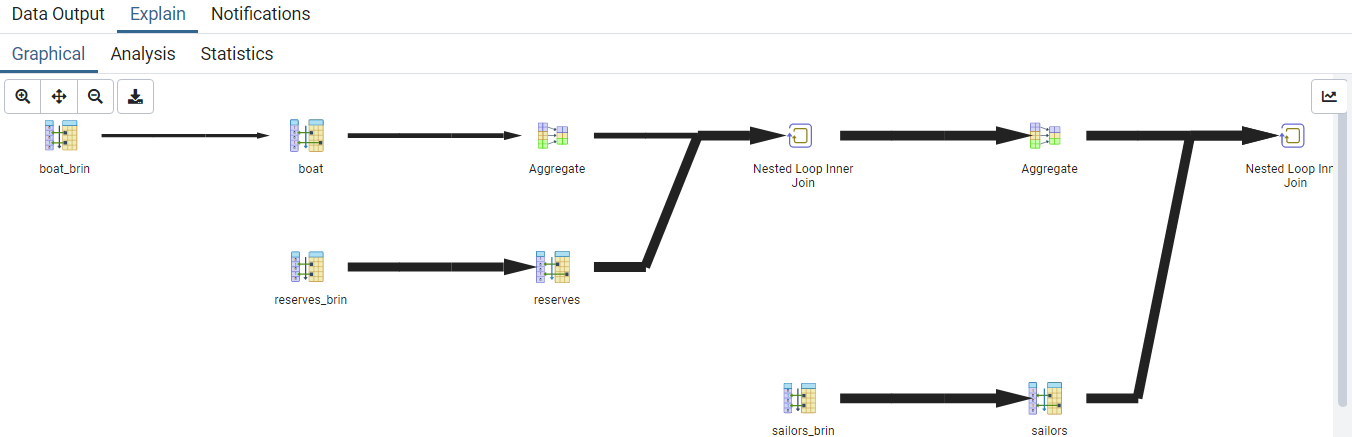 Data Output Explain Notifications
Graphical Analysis Statistics
boat_brin
boat
Aggregate
Nested Loop Inner
Join
Aggregate
Nested Loop Inn
Join
reserves_brin
reserves
sailors_brin
sailors